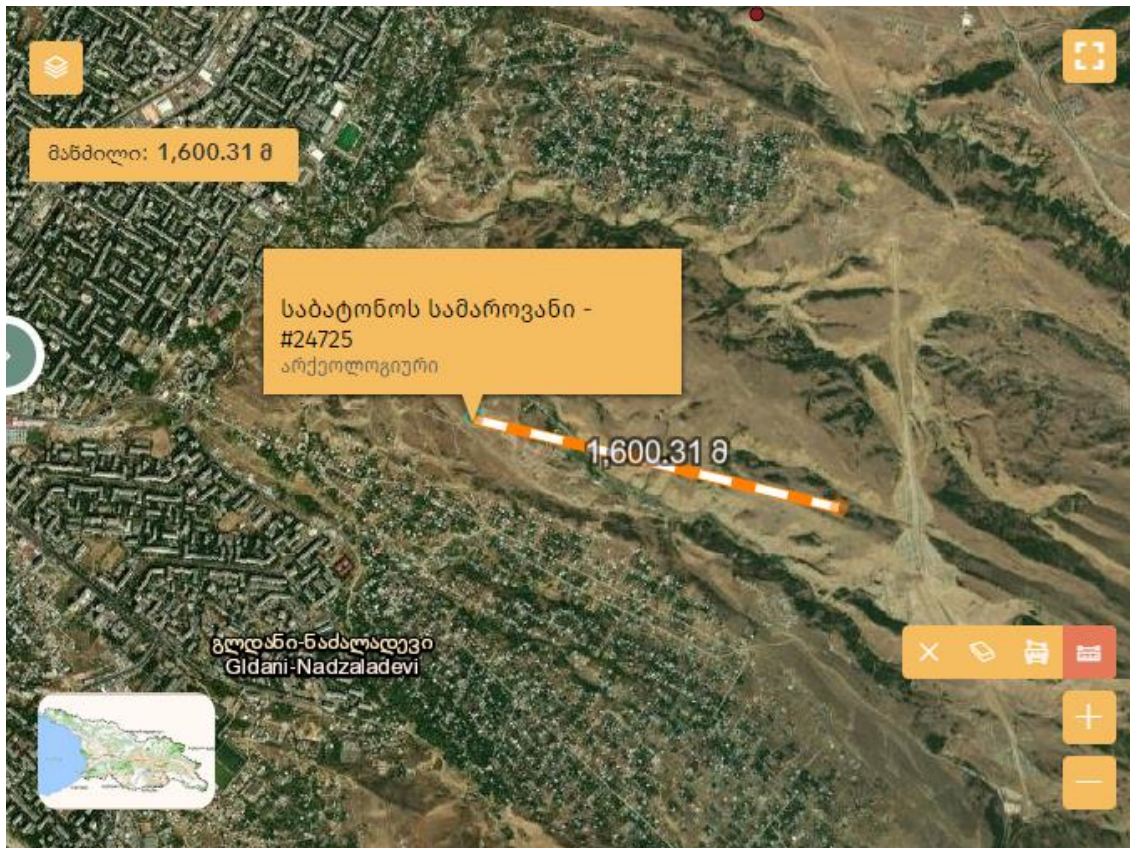 მანძილი: 1,600.31 მ
საბატონოს სამაროვანი -
#24725
არქეოლოგიური
1,600.31 მ
გლდანი-ნაძალადევი
Gldani-Nadzaladevi